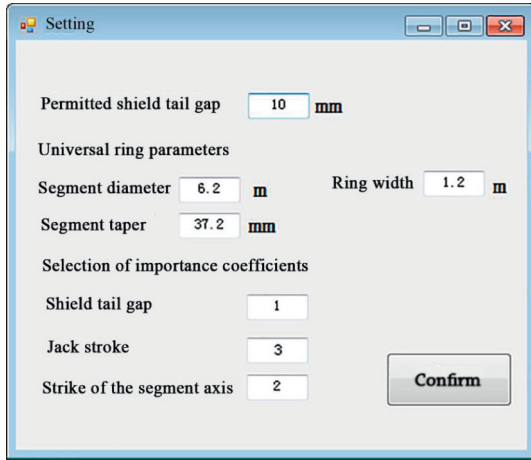 Setting
Permitted shield tail gap 10 mm
Universal ring parameters
Segment diameter 6.2 m Ring width 1.2 m
Segment taper 37.2 mm
Selection of importance coefficients
Shield tail gap 1
Jack stroke 3
Strike of the segment axis 2
Confirm